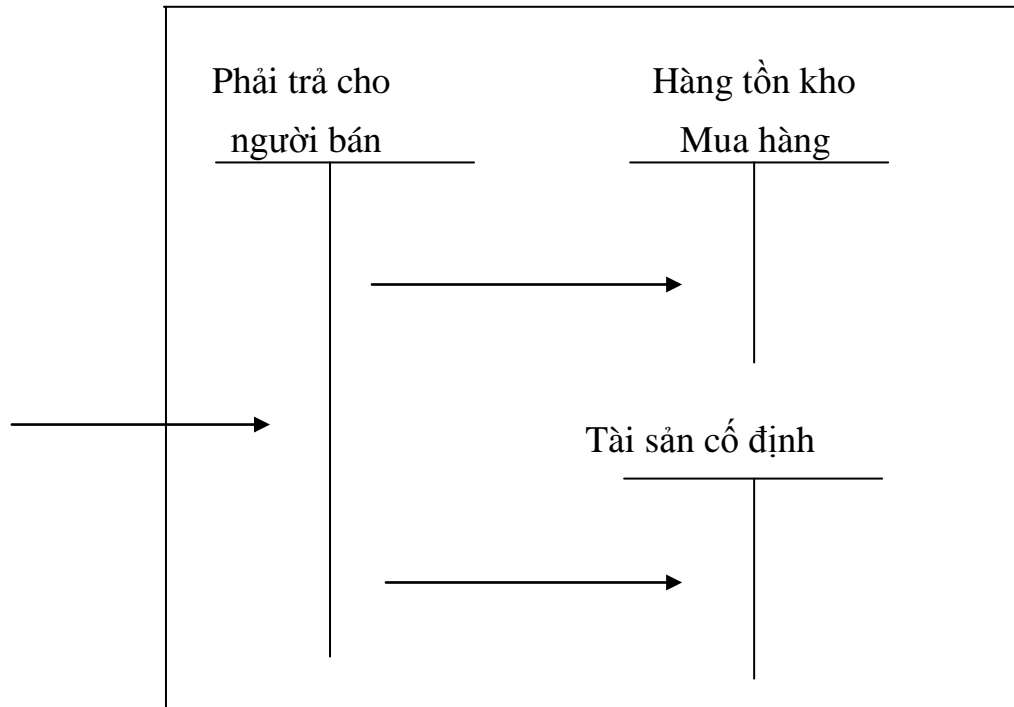 Phải trả cho
người bán
Hàng tồn kho
Mua hàng
Tài sản cố định